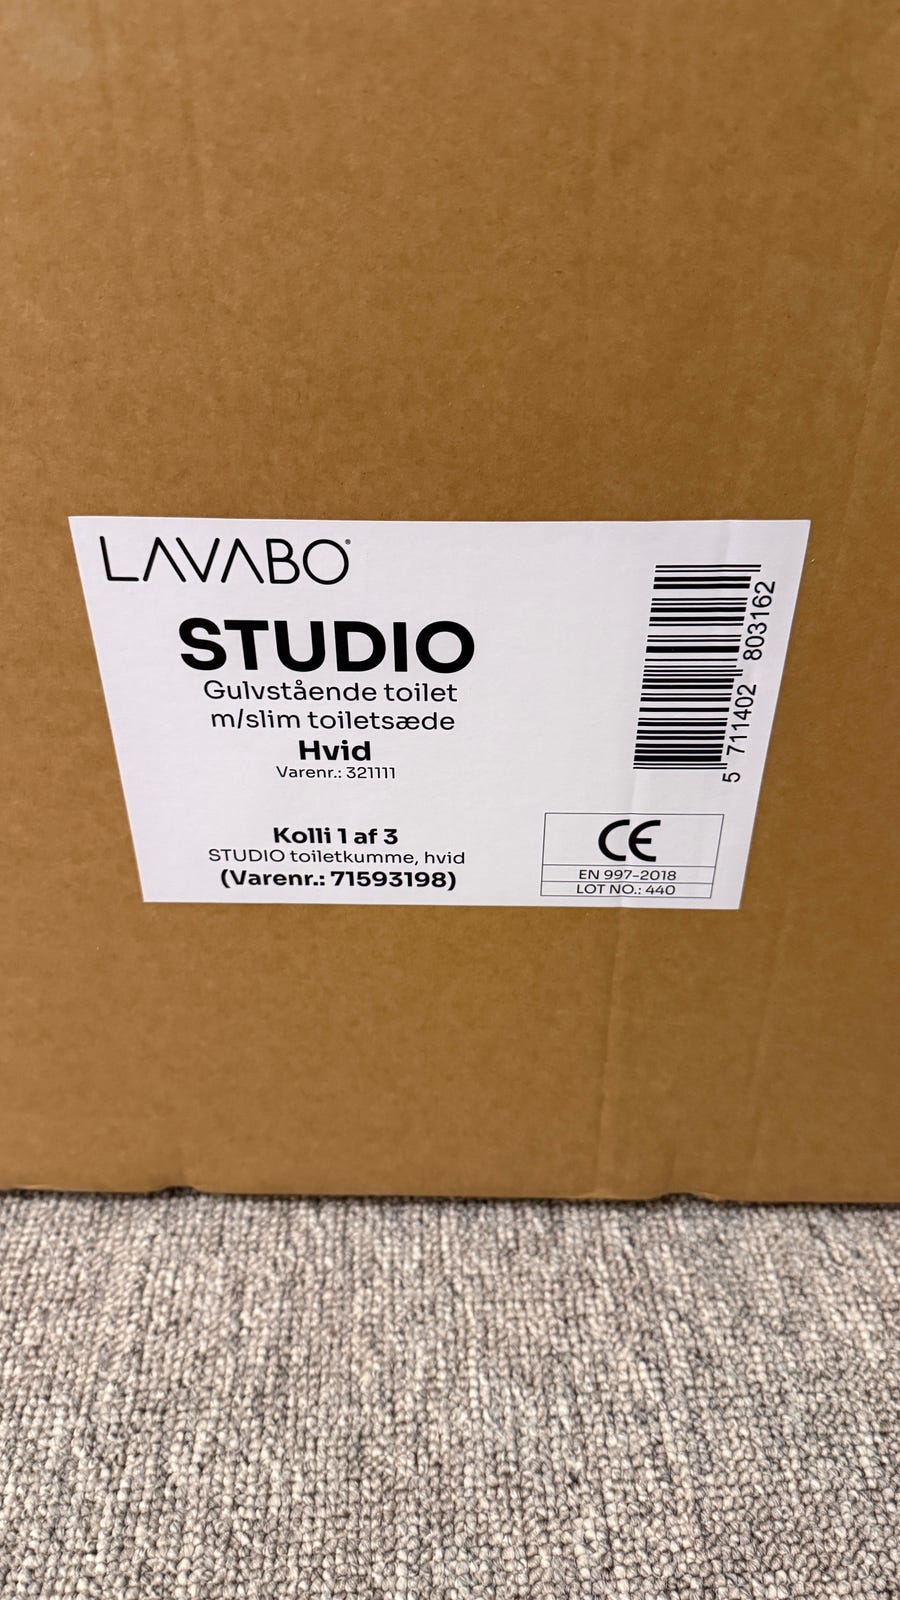 LAVABO®
STUDIO
Gulvstående toilet
m/slim toiletsæde
Hvid
Varenr.: 321111
Kolli 1 af 3
STUDIO toiletkumme, hvid
(Varenr.: 71593198)
5 711402 803162
CE
EN 997-2018
LOT NO.: 440